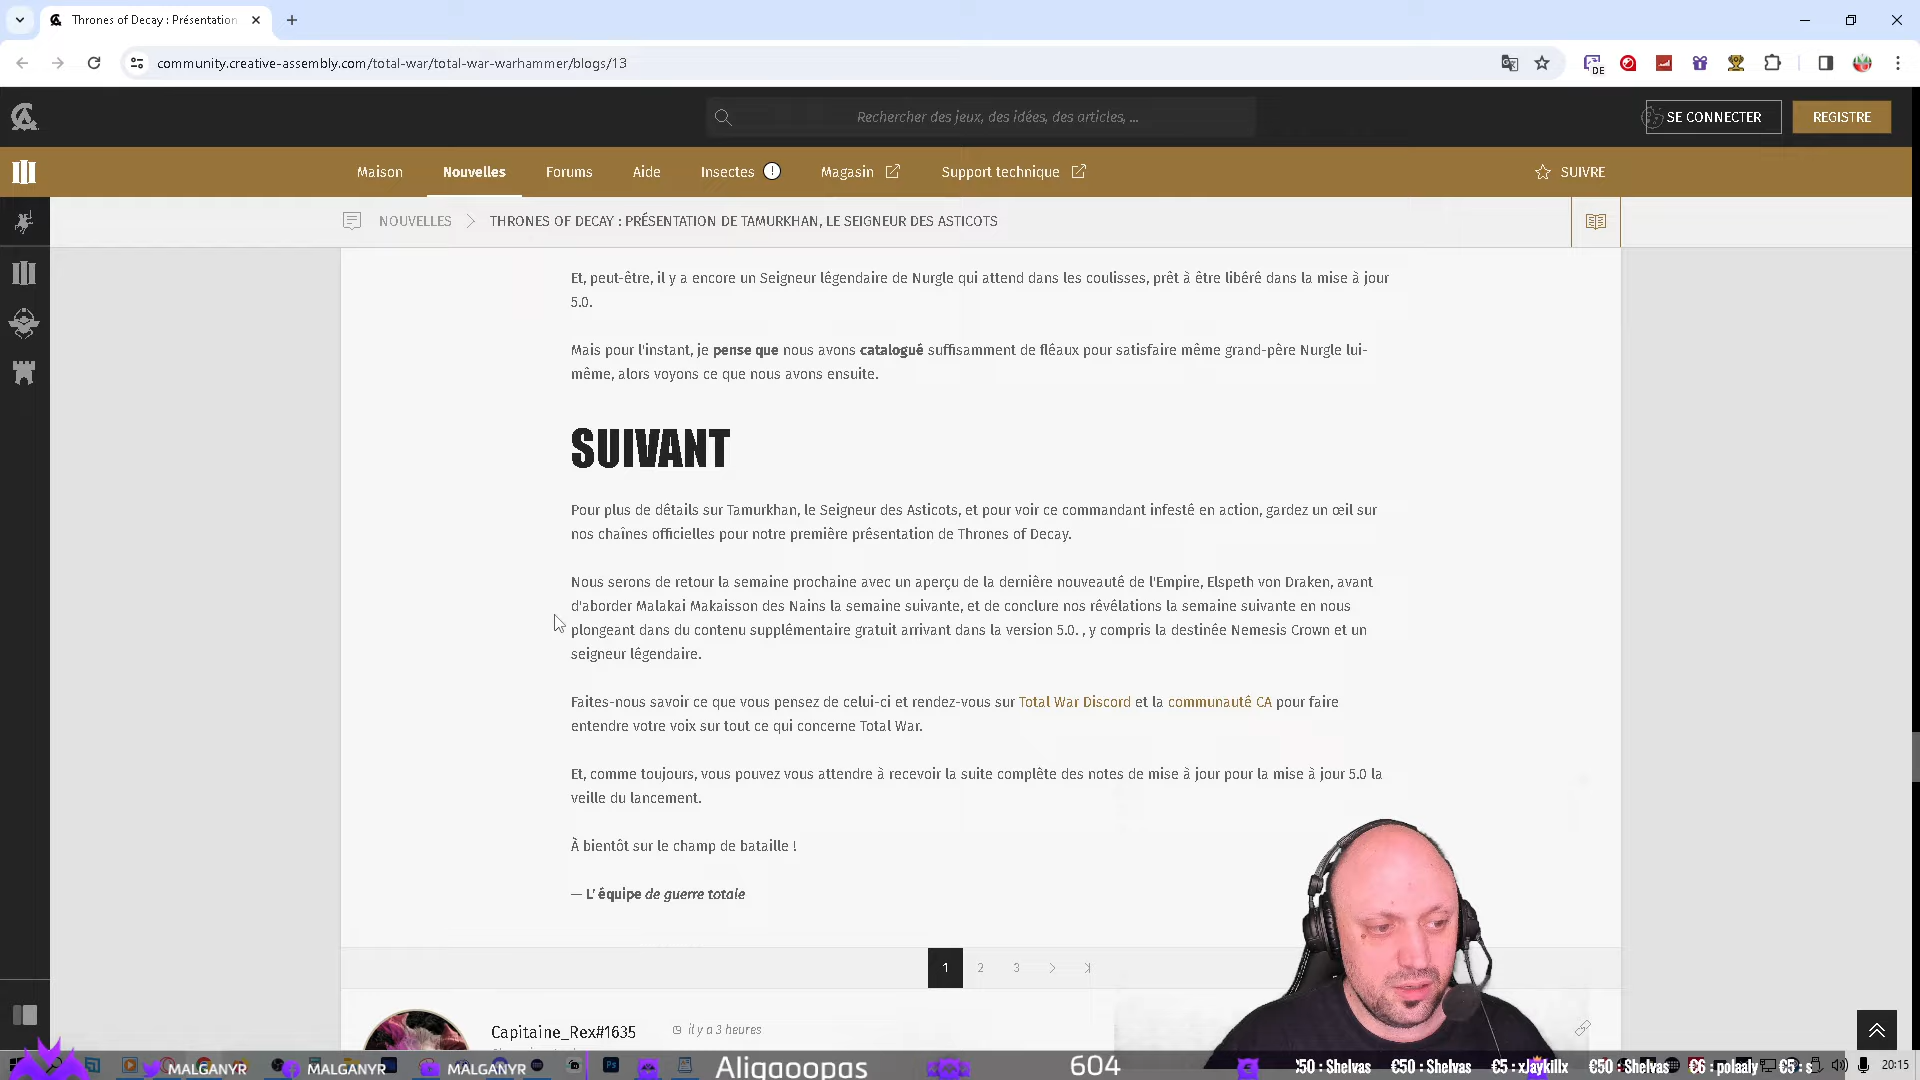 Thrones of Decay : Présentation
community.creative-assembly.com/total-war/total-war-warhammer/blogs/13
DE
Rechercher des jeux, des idées, des articles, ...
SE CONNECTER
REGISTRE
Maison
Nouvelles
Forums
Aide
Insectes
Magasin
Support technique
SUIVRE
NOUVELLES
THRONES OF DECAY : PRÉSENTATION DE TAMURKHAN, LE SEIGNEUR DES ASTICOTS
Et, peut-être, il y a encore un Seigneur légendaire de Nurgle qui attend dans les coulisses, prêt à être libéré dans la mise à jour
5.0.
Mais pour l'instant, je pense que nous avons catalogué suffisamment de fléaux pour satisfaire même grand-père Nurgle lui-
même, alors voyons ce que nous avons ensuite.
SUIVANT
Pour plus de détails sur Tamurkhan, le Seigneur des Asticots, et pour voir ce commandant infesté en action, gardez un œil sur
nos chaînes officielles pour notre première présentation de Thrones of Decay.
Nous serons de retour la semaine prochaine avec un aperçu de la dernière nouveauté de l'Empire, Elspeth von Draken, avant
d'aborder Malakai Makaisson des Nains la semaine suivante, et de conclure nos révélations la semaine suivante en nous
plongeant dans du contenu supplémentaire gratuit arrivant dans la version 5.0. , y compris la destinée Nemesis Crown et un
seigneur légendaire.
Faites-nous savoir ce que vous pensez de celui-ci et rendez-vous sur Total War Discord et la communauté CA pour faire
entendre votre voix sur tout ce qui concerne Total War.
Et, comme toujours, vous pouvez vous attendre à recevoir la suite complète des notes de mise à jour pour la mise à jour 5.0 la
veille du lancement.
À bientôt sur le champ de bataille !
— L' équipe de guerre totale
1 2 3
Capitaine_Rex#1635
il y a 3 heures
MALGANYR
MALGANYR
MALGANYR
Aligaoopas
604
50 : Shelvas
€50 : Shelvas
€5 : xJaykillx
€50 : Shelvas
€6 : polaaly
€5 : s
20:15